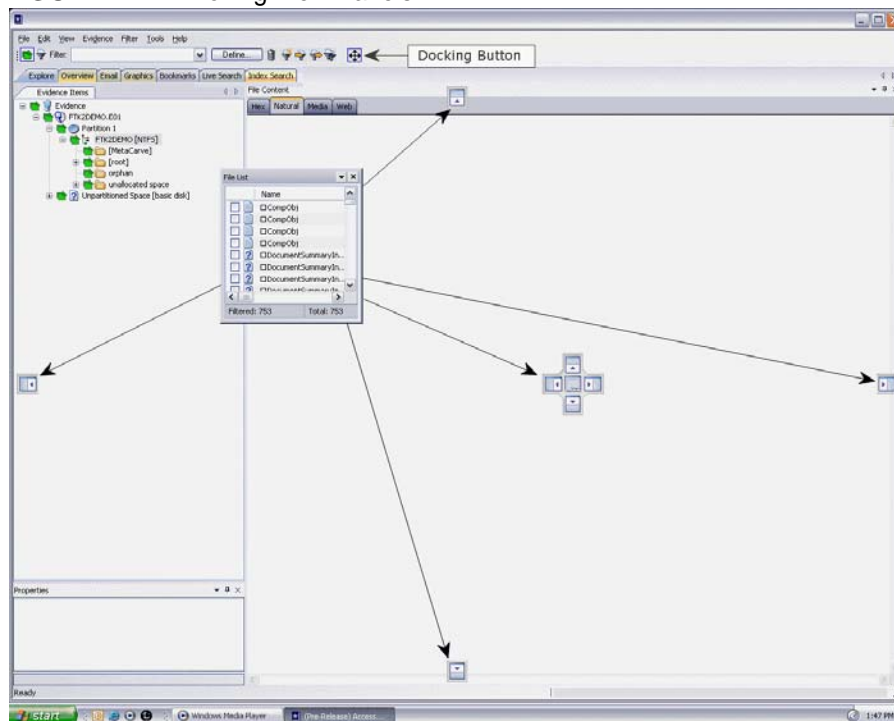 File Edit View Evidence Filter Tools Help
Filter: Define...
Docking Button
Explore Overview Email Graphics Bookmarks Live Search Index Search
Evidence Items
File Content
Hex Natural Media Web
Evidence
FTK2DEMO.E01
Partition 1
FTK2DEMO [NTFS]
[MetaCarve]
[root]
orphan
unallocated space
Unpartitioned Space [basic disk]
File List
Name
□CompObj
□CompObj
□CompObj
□CompObj
□DocumentSummaryIn...
□DocumentSummaryIn...
□DocumentSummaryIn...
Filtered: 753 Total: 753
Properties
Ready
start Windows Media Player (Pre-Release) Access... 1:47 PM